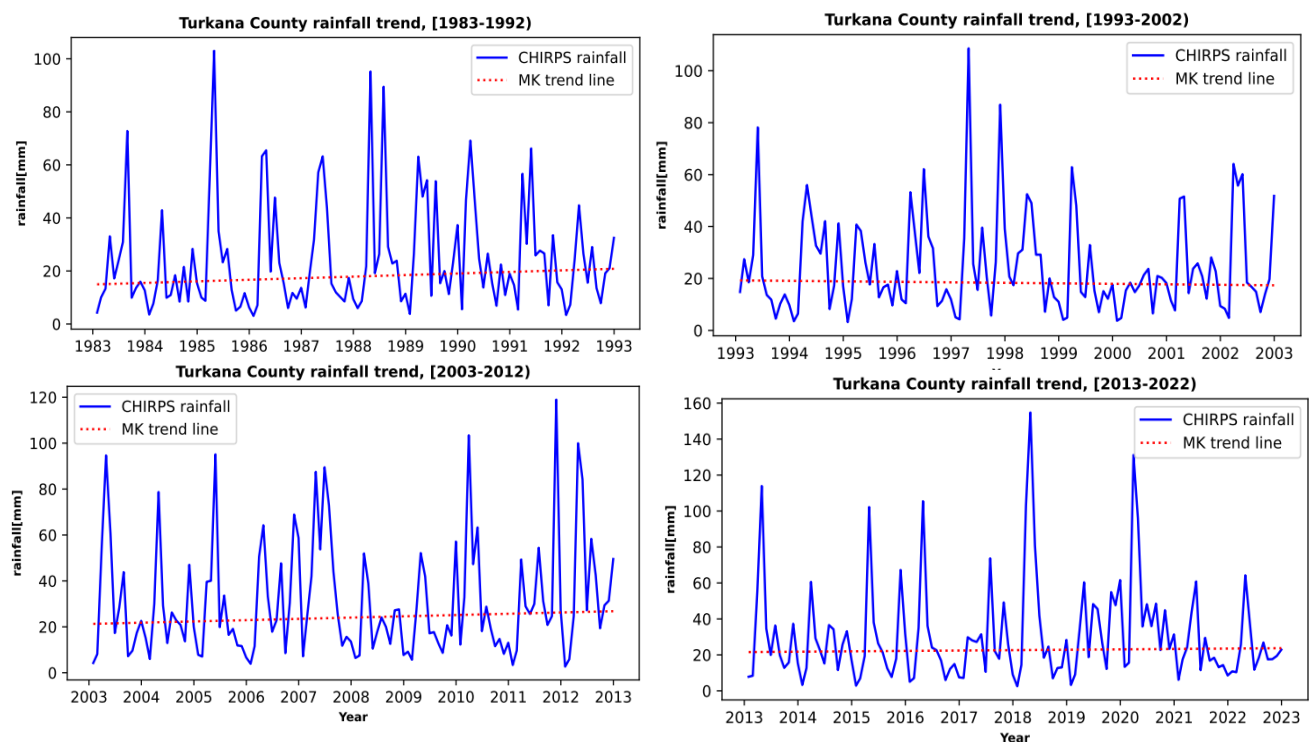 Turkana County rainfall trend, [1983-1992)
CHIRPS rainfall
MK trend line
rainfall[mm]
100
80
60
40
20
0
1983 1984 1985 1986 1987 1988 1989 1990 1991 1992 1993
Turkana County rainfall trend, [1993-2002)
CHIRPS rainfall
MK trend line
rainfall[mm]
100
80
60
40
20
0
1993 1994 1995 1996 1997 1998 1999 2000 2001 2002 2003
Turkana County rainfall trend, [2003-2012)
CHIRPS rainfall
MK trend line
rainfall[mm]
120
100
80
60
40
20
0
2003 2004 2005 2006 2007 2008 2009 2010 2011 2012 2013
Year
Turkana County rainfall trend, [2013-2022)
CHIRPS rainfall
MK trend line
rainfall[mm]
160
140
120
100
80
60
40
20
0
2013 2014 2015 2016 2017 2018 2019 2020 2021 2022 2023
Year